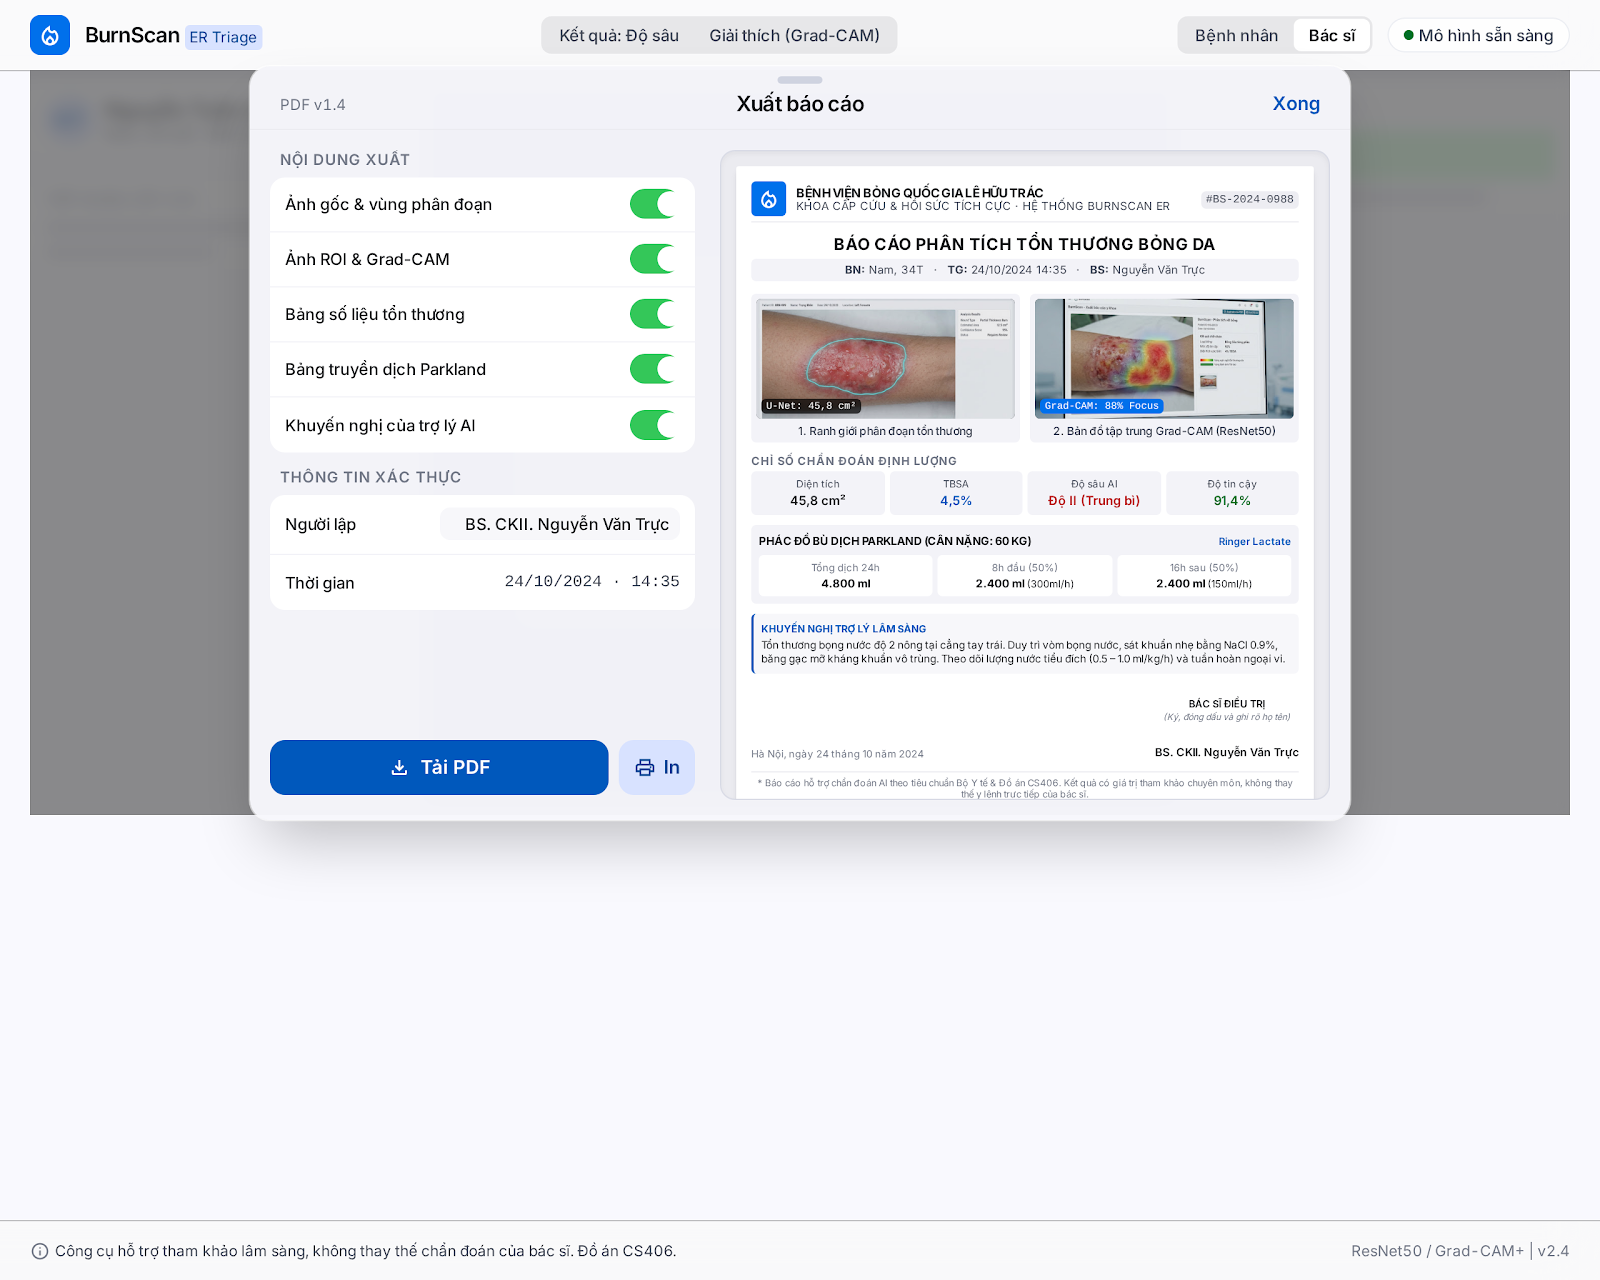 BurnScan ER Triage
Kết quả: Độ sâu
Giải thích (Grad-CAM)
Bệnh nhân
Bác sĩ
Mô hình sẵn sàng
PDF v1.4
Xuất báo cáo
Xong
NỘI DUNG XUẤT
Ảnh gốc & vùng phân đoạn
Ảnh ROI & Grad-CAM
Bảng số liệu tổn thương
Bảng truyền dịch Parkland
Khuyến nghị của trợ lý AI
THÔNG TIN XÁC THỰC
Người lập
BS. CKII. Nguyễn Văn Trực
Thời gian
24/10/2024 · 14:35
Tải PDF
In
BỆNH VIỆN BỎNG QUỐC GIA LÊ HỮU TRÁC
KHOA CẤP CỨU & HỒI SỨC TÍCH CỰC · HỆ THỐNG BURNSCAN ER
#BS-2024-0988
BÁO CÁO PHÂN TÍCH TỔN THƯƠNG BỎNG DA
BN: Nam, 34T · TG: 24/10/2024 14:35 · BS: Nguyễn Văn Trực
U-Net: 45,8 cm²
1. Ranh giới phân đoạn tổn thương
Grad-CAM: 88% Focus
2. Bản đồ tập trung Grad-CAM (ResNet50)
CHỈ SỐ CHẨN ĐOÁN ĐỊNH LƯỢNG
Diện tích
45,8 cm²
TBSA
4,5%
Độ sâu AI
Độ II (Trung bì)
Độ tin cậy
91,4%
PHÁC ĐỒ BÙ DỊCH PARKLAND (CÂN NẶNG: 60 KG)
Ringer Lactate
Tổng dịch 24h
4.800 ml
8h đầu (50%)
2.400 ml (300ml/h)
16h sau (50%)
2.400 ml (150ml/h)
KHUYẾN NGHỊ TRỢ LÝ LÂM SÀNG
Tổn thương bọng nước độ 2 nông tại cẳng tay trái. Duy trì vòm bọng nước, sát khuẩn nhẹ bằng NaCl 0.9%,
băng gạc mỡ kháng khuẩn vô trùng. Theo dõi lượng nước tiểu đích (0.5 – 1.0 ml/kg/h) và tuần hoàn ngoại vi.
BÁC SĨ ĐIỀU TRỊ
(Ký, đóng dấu và ghi rõ họ tên)
Hà Nội, ngày 24 tháng 10 năm 2024
BS. CKII. Nguyễn Văn Trực
* Báo cáo hỗ trợ chẩn đoán AI theo tiêu chuẩn Bộ Y tế & Đồ án CS406. Kết quả có giá trị tham khảo chuyên môn, không thay
thế y lệnh trực tiếp của bác sĩ.
Công cụ hỗ trợ tham khảo lâm sàng, không thay thế chẩn đoán của bác sĩ. Đồ án CS406.
ResNet50 / Grad-CAM+ | v2.4